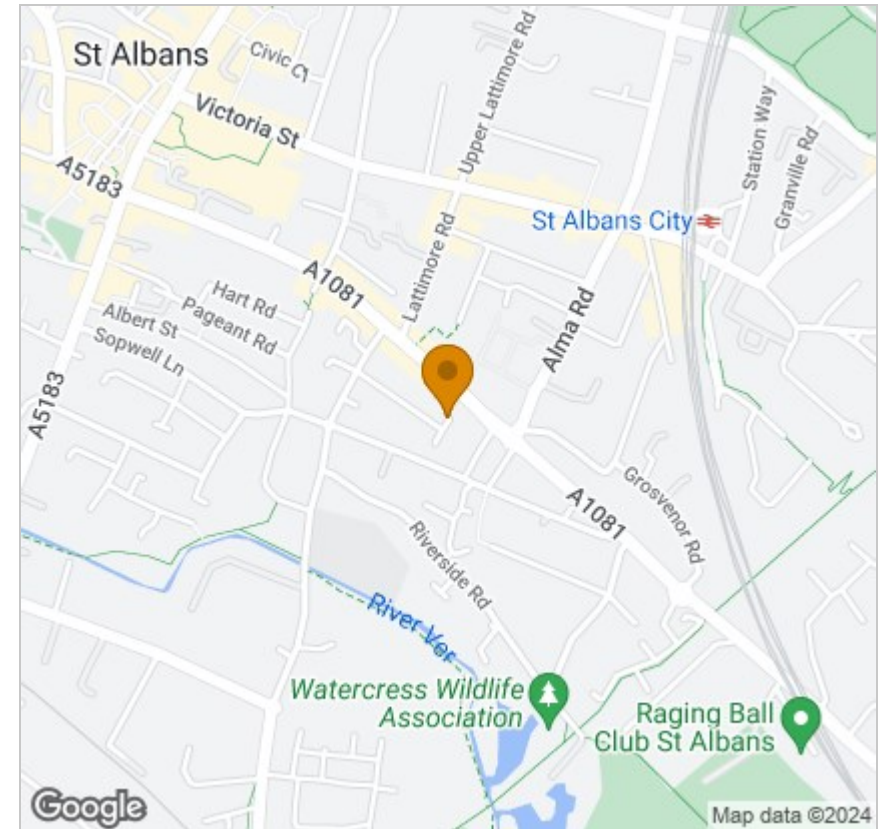 St Albans
Civic Cl
Victoria St
Upper Lattimore Rd
Station Way
Granville Rd
A5183
St Albans City
Lattimore Rd
A1081
Hart Rd
Pageant Rd
Albert St
Sopwell Ln
Alma Rd
A5183
Grosvenor Rd
A1081
Riverside Rd
River Ver
Watercress Wildlife
Association
Raging Ball
Club St Albans
Google
Map data ©2024